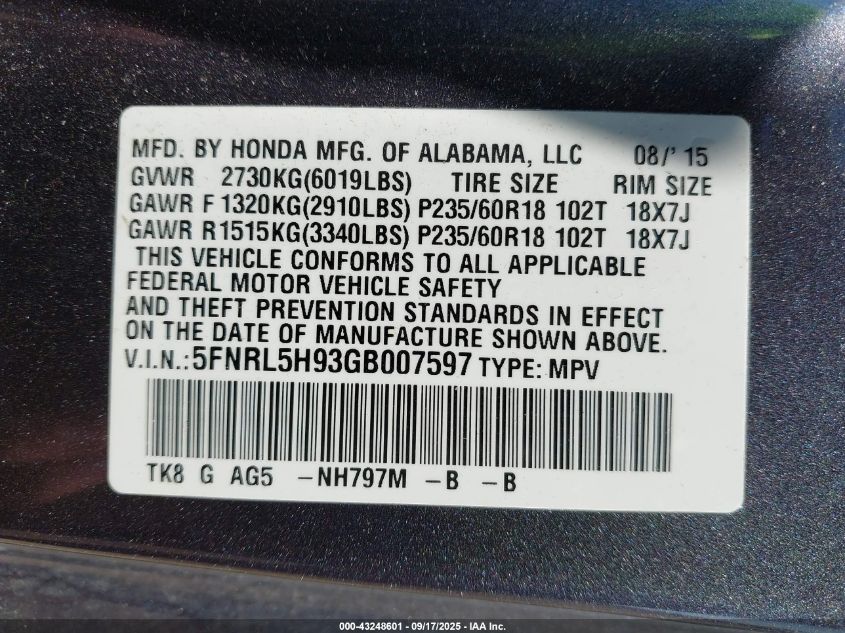 MFD. BY HONDA MFG. OF ALABAMA, LLC 08/' 15
GVWR 2730KG(6019LBS) TIRE SIZE RIM SIZE
GAWR F 1320KG(2910LBS) P235/60R18 102T 18X7J
GAWR R 1515KG(3340LBS) P235/60R18 102T 18X7J
THIS VEHICLE CONFORMS TO ALL APPLICABLE
FEDERAL MOTOR VEHICLE SAFETY
AND THEFT PREVENTION STANDARDS IN EFFECT
ON THE DATE OF MANUFACTURE SHOWN ABOVE.
V.I.N.: 5FNRL5H93GB007597 TYPE: MPV
TK8 G AG5 -NH797M -B -B
000-43248601 - 09/17/2025 - IAA Inc.